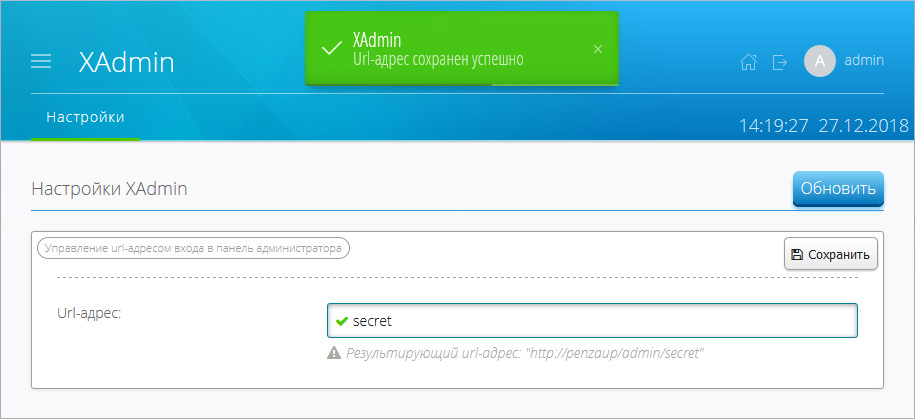 XAdmin
Url-адрес сохранен успешно
×
XAdmin
A admin
Настройки
14:19:27 27.12.2018
Настройки XAdmin
Обновить
Управление url-адресом входа в панель администратора
Сохранить
Url-адрес:
secret
Результирующий url-адрес: "http://penzaup/admin/secret"